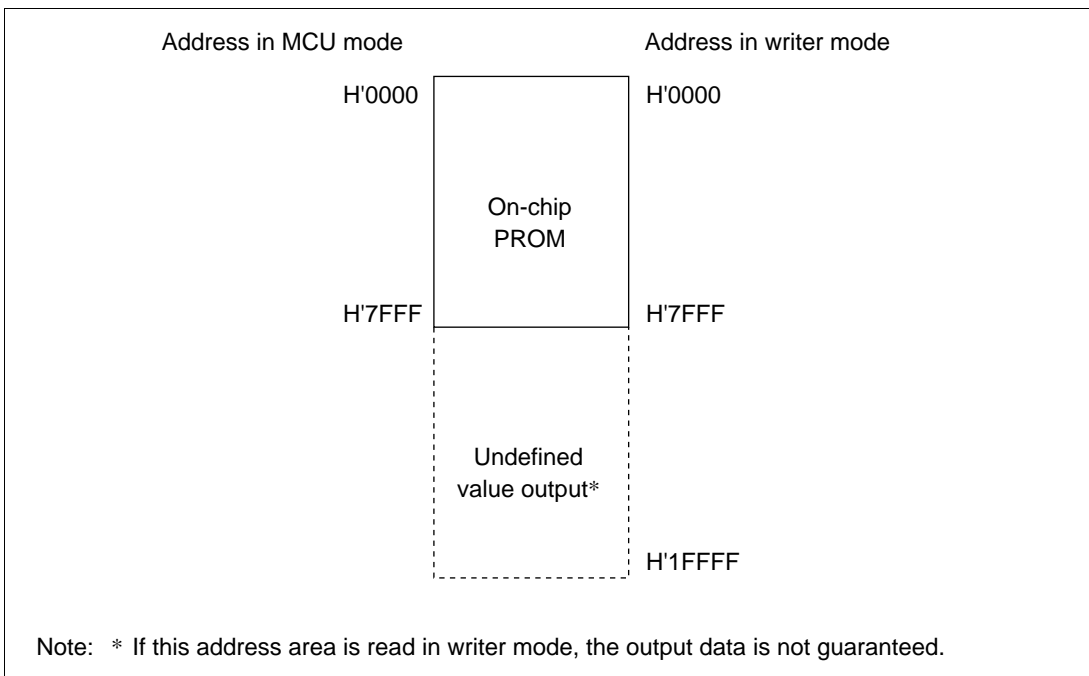 Address in MCU mode
Address in writer mode
H'0000
H'0000
On-chip
PROM
H'7FFF
H'7FFF
Undefined
value output*
H'1FFFF
Note: * If this address area is read in writer mode, the output data is not guaranteed.